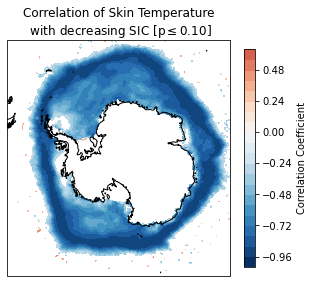 Correlation of Skin Temperature
with decreasing SIC [p ≤ 0.10]
0.48
0.24
0.00
−0.24
−0.48
−0.72
−0.96
Correlation Coefficient